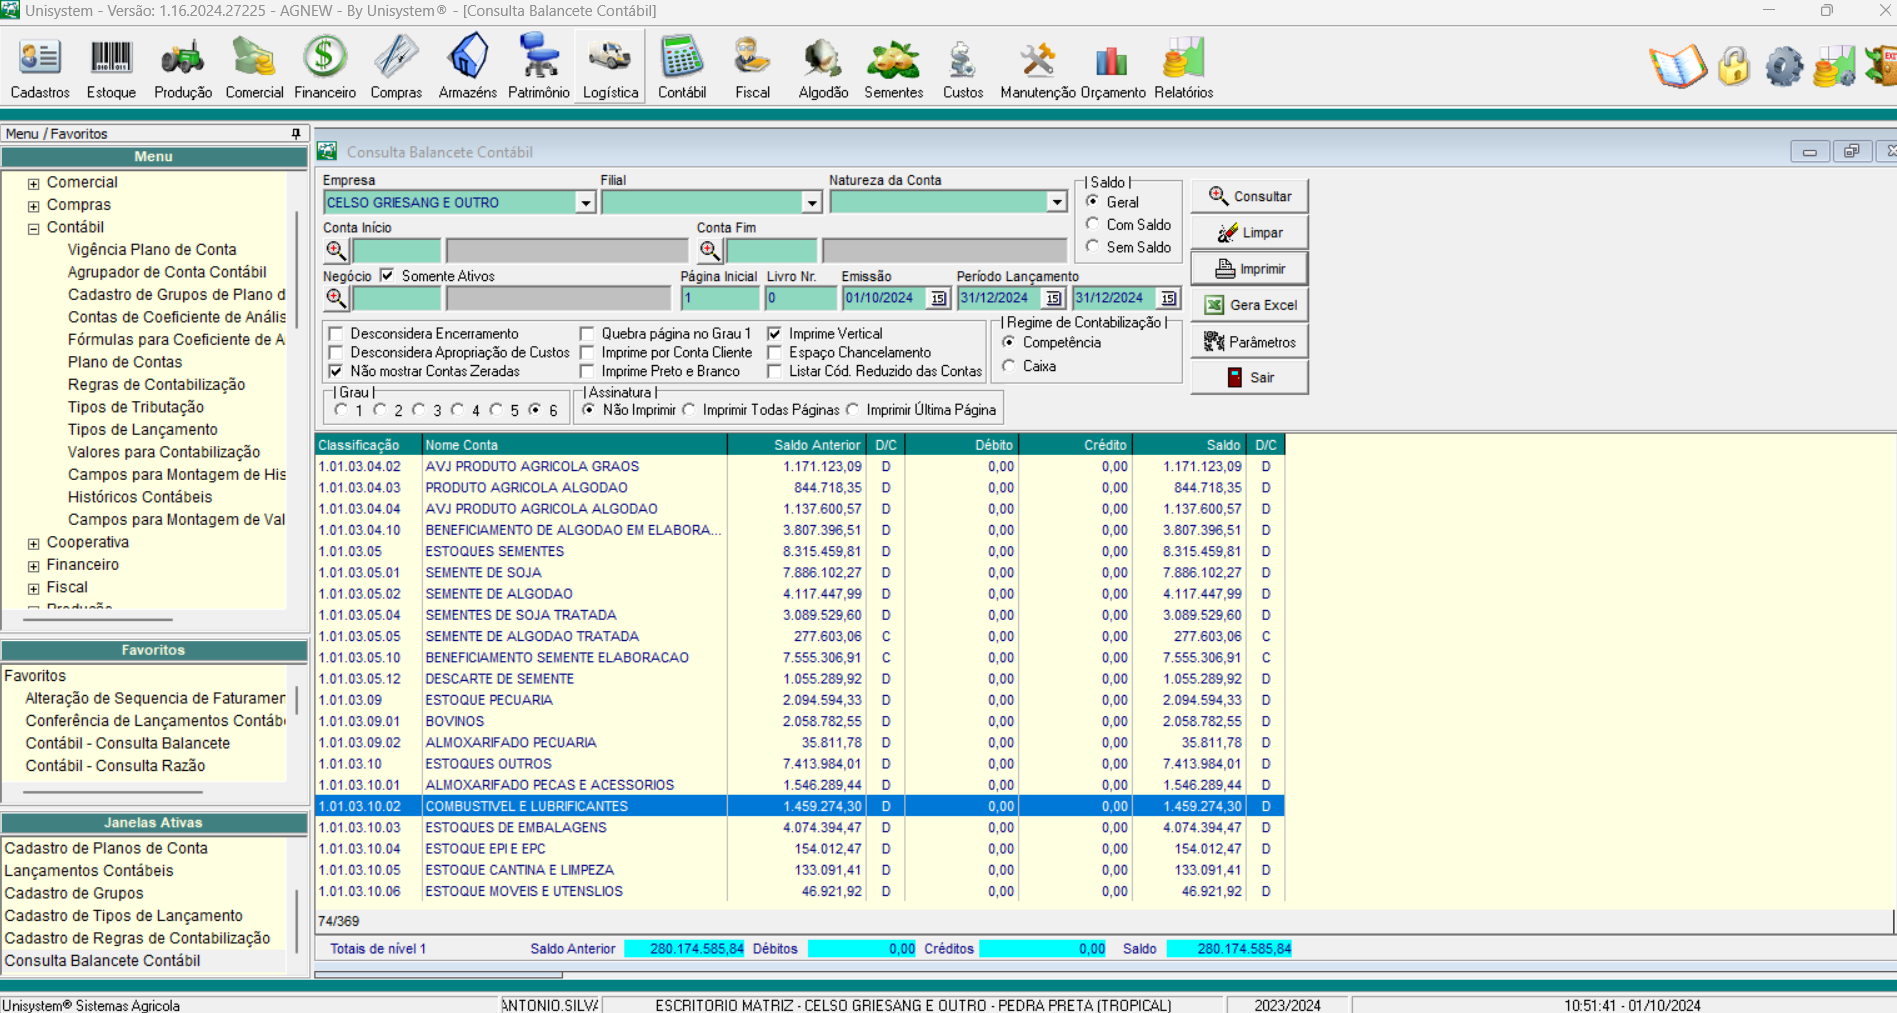 Unisystem - Versão: 1.16.2024.27225 - AGNEW - By Unisystem® - [Consulta Balancete Contábil]
Cadastros Estoque Produção Comercial Financeiro Compras Armazéns Patrimônio Logística Contábil Fiscal Algodão Sementes Custos Manutenção Orçamento Relatórios
Menu / Favoritos
Menu
Comercial
Compras
Contábil
Vigência Plano de Conta
Agrupador de Conta Contábil
Cadastro de Grupos de Plano d
Contas de Coeficiente de Anális
Fórmulas para Coeficiente de A
Plano de Contas
Regras de Contabilização
Tipos de Tributação
Tipos de Lançamento
Valores para Contabilização
Campos para Montagem de His
Históricos Contábeis
Campos para Montagem de Val
Cooperativa
Financeiro
Fiscal
Produção
Favoritos
Favoritos
Alteração de Sequencia de Faturamen
Conferência de Lançamentos Contáb
Contábil - Consulta Balancete
Contábil - Consulta Razão
Janelas Ativas
Cadastro de Planos de Conta
Lançamentos Contábeis
Cadastro de Grupos
Cadastro de Tipos de Lançamento
Cadastro de Regras de Contabilização
Consulta Balancete Contábil
Consulta Balancete Contábil
Empresa Filial Natureza da Conta
CELSO GRIESANG E OUTRO
Saldo
Geral
Com Saldo
Sem Saldo
Conta Início Conta Fim
Negócio Somente Ativos Página Inicial Livro Nr. Emissão Período Lançamento
1 0 01/10/2024 15 31/12/2024 15 31/12/2024 15
Desconsidera Encerramento Quebra página no Grau 1 Imprime Vertical
Desconsidera Apropriação de Custos Imprime por Conta Cliente Espaço Chancelamento
Não mostrar Contas Zeradas Imprime Preto e Branco Listar Cód. Reduzido das Contas
Regime de Contabilização
Competência
Caixa
Grau
1 2 3 4 5 6
Assinatura
Não Imprimir Imprimir Todas Páginas Imprimir Última Página
Consultar
Limpar
Imprimir
Gera Excel
Parâmetros
Sair
Classificação Nome Conta Saldo Anterior D/C Débito Crédito Saldo D/C
1.01.03.04.02 AVJ PRODUTO AGRICOLA GRAOS 1.171.123,09 D 0,00 0,00 1.171.123,09 D
1.01.03.04.03 PRODUTO AGRICOLA ALGODAO 844.718,35 D 0,00 0,00 844.718,35 D
1.01.03.04.04 AVJ PRODUTO AGRICOLA ALGODAO 1.137.600,57 D 0,00 0,00 1.137.600,57 D
1.01.03.04.10 BENEFICIAMENTO DE ALGODAO EM ELABORA... 3.807.396,51 D 0,00 0,00 3.807.396,51 D
1.01.03.05 ESTOQUES SEMENTES 8.315.459,81 D 0,00 0,00 8.315.459,81 D
1.01.03.05.01 SEMENTE DE SOJA 7.886.102,27 D 0,00 0,00 7.886.102,27 D
1.01.03.05.02 SEMENTE DE ALGODAO 4.117.447,99 D 0,00 0,00 4.117.447,99 D
1.01.03.05.04 SEMENTES DE SOJA TRATADA 3.089.529,60 D 0,00 0,00 3.089.529,60 D
1.01.03.05.05 SEMENTE DE ALGODAO TRATADA 277.603,06 C 0,00 0,00 277.603,06 C
1.01.03.05.10 BENEFICIAMENTO SEMENTE ELABORACAO 7.555.306,91 C 0,00 0,00 7.555.306,91 C
1.01.03.05.12 DESCARTE DE SEMENTE 1.055.289,92 D 0,00 0,00 1.055.289,92 D
1.01.03.09 ESTOQUE PECUARIA 2.094.594,33 D 0,00 0,00 2.094.594,33 D
1.01.03.09.01 BOVINOS 2.058.782,55 D 0,00 0,00 2.058.782,55 D
1.01.03.09.02 ALMOXARIFADO PECUARIA 35.811,78 D 0,00 0,00 35.811,78 D
1.01.03.10 ESTOQUES OUTROS 7.413.984,01 D 0,00 0,00 7.413.984,01 D
1.01.03.10.01 ALMOXARIFADO PECAS E ACESSORIOS 1.546.289,44 D 0,00 0,00 1.546.289,44 D
1.01.03.10.02 COMBUSTIVEL E LUBRIFICANTES 1.459.274,30 D 0,00 0,00 1.459.274,30 D
1.01.03.10.03 ESTOQUES DE EMBALAGENS 4.074.394,47 D 0,00 0,00 4.074.394,47 D
1.01.03.10.04 ESTOQUE EPI E EPC 154.012,47 D 0,00 0,00 154.012,47 D
1.01.03.10.05 ESTOQUE CANTINA E LIMPEZA 133.091,41 D 0,00 0,00 133.091,41 D
1.01.03.10.06 ESTOQUE MOVEIS E UTENSLIOS 46.921,92 D 0,00 0,00 46.921,92 D
74/369
Totais de nível 1 Saldo Anterior 280.174.585,84 Débitos 0,00 Créditos 0,00 Saldo 280.174.585,84
Unisystem® Sistemas Agricola ANTONIO.SILVA ESCRITORIO MATRIZ - CELSO GRIESANG E OUTRO - PEDRA PRETA (TROPICAL) 2023/2024 10:51:41 - 01/10/2024